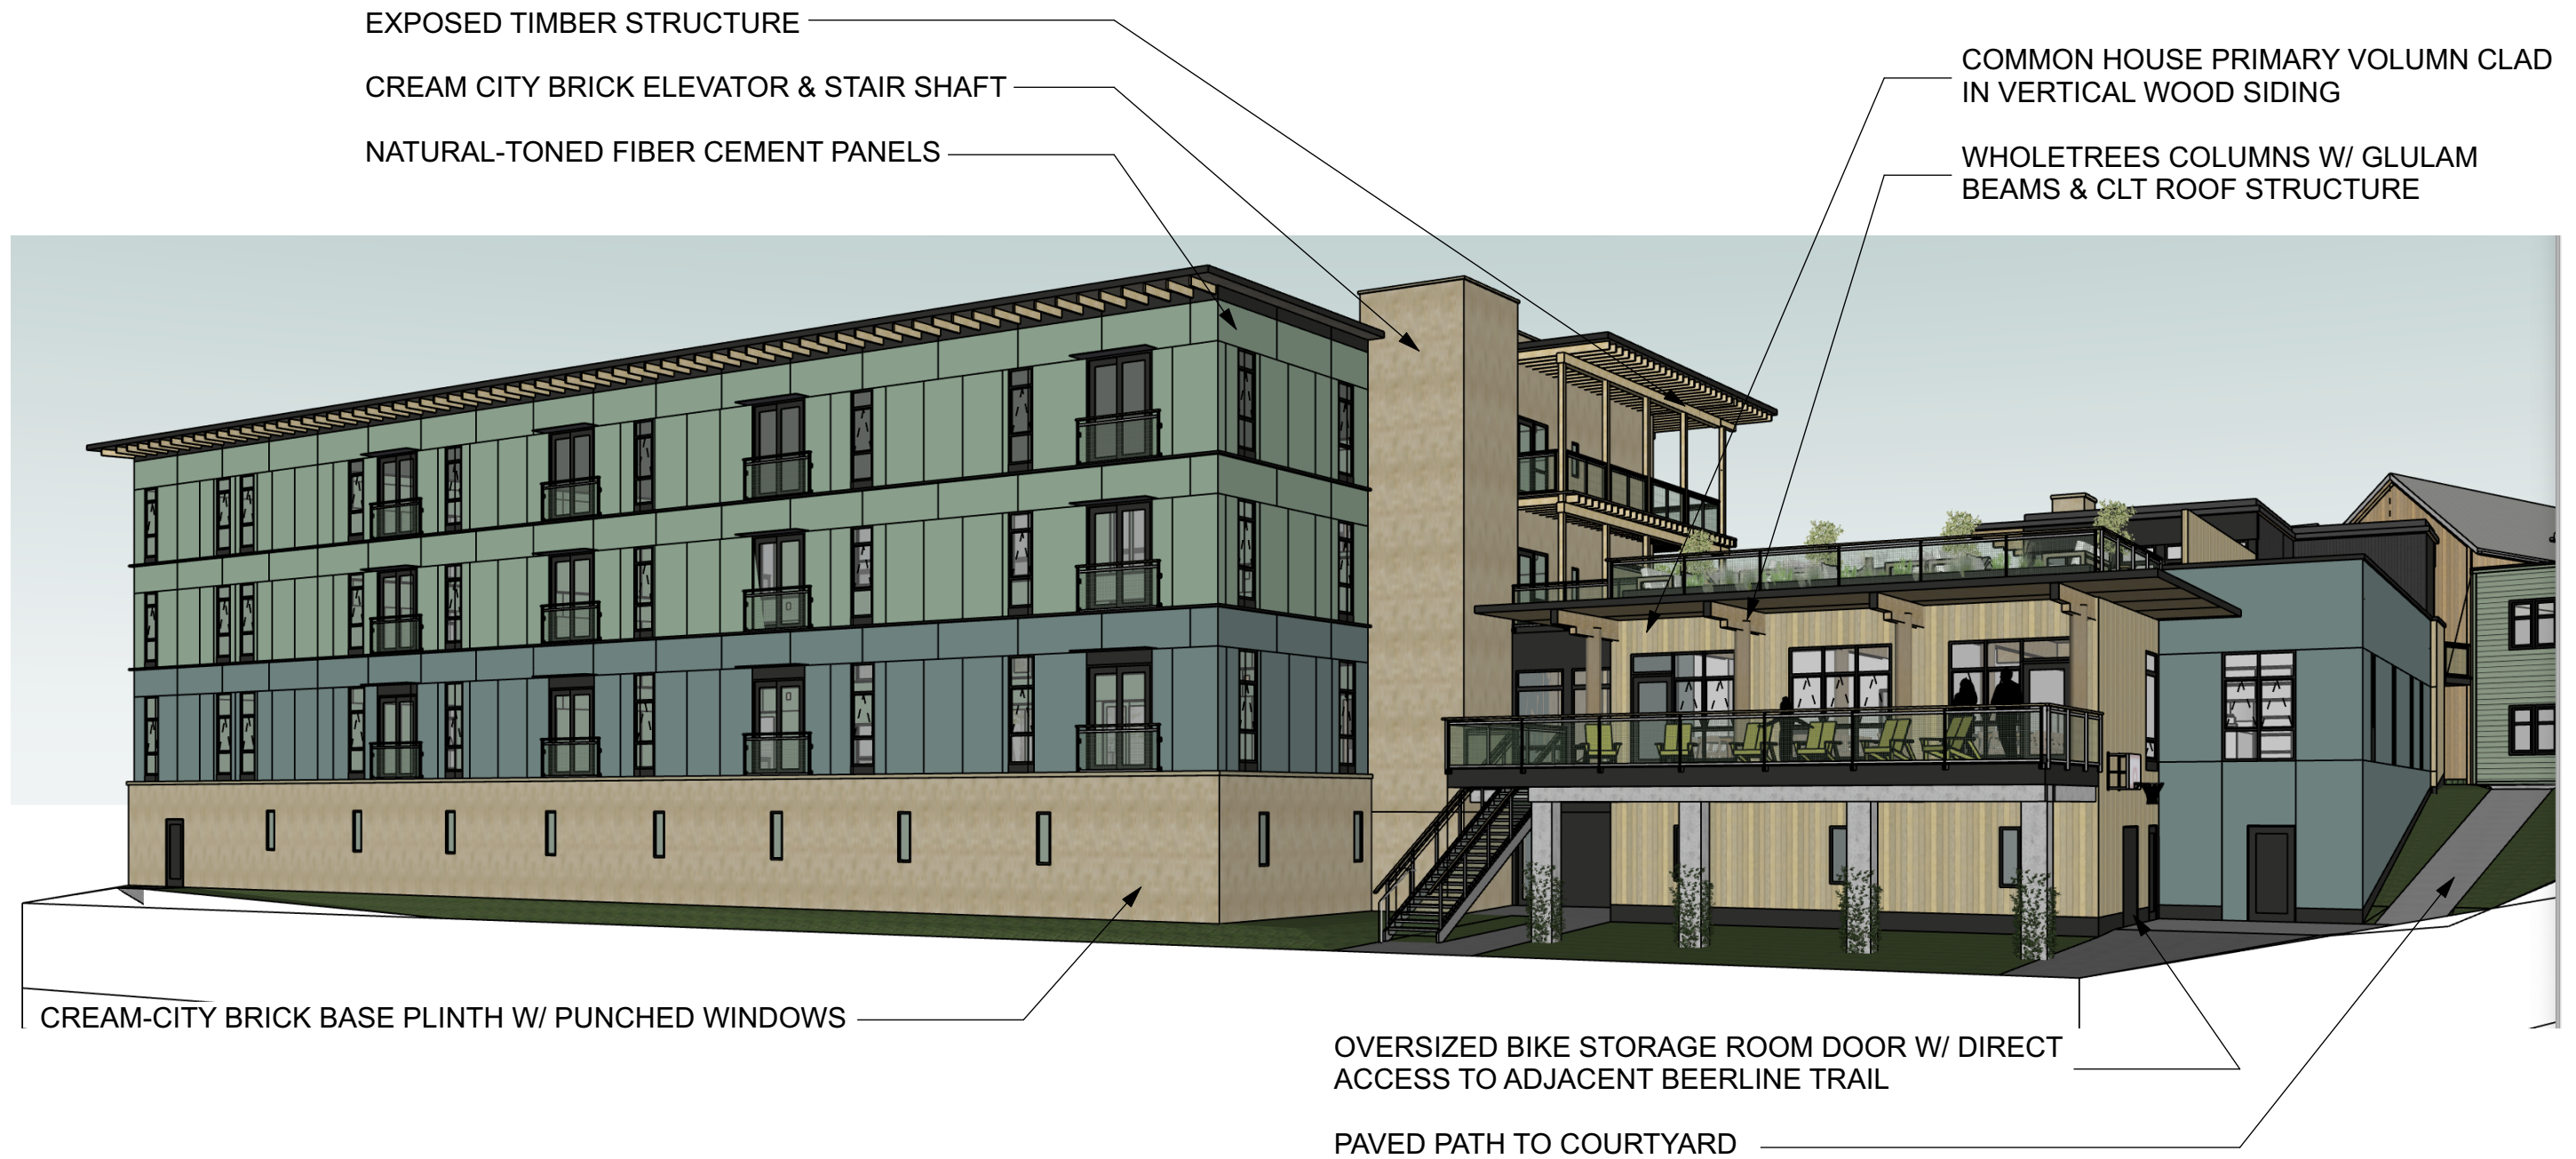 EXPOSED TIMBER STRUCTURE
CREAM CITY BRICK ELEVATOR & STAIR SHAFT
NATURAL-TONED FIBER CEMENT PANELS
COMMON HOUSE PRIMARY VOLUMN CLAD
IN VERTICAL WOOD SIDING
WHOLETREES COLUMNS W/ GLULAM
BEAMS & CLT ROOF STRUCTURE
CREAM-CITY BRICK BASE PLINTH W/ PUNCHED WINDOWS
OVERSIZED BIKE STORAGE ROOM DOOR W/ DIRECT
ACCESS TO ADJACENT BEERLINE TRAIL
PAVED PATH TO COURTYARD